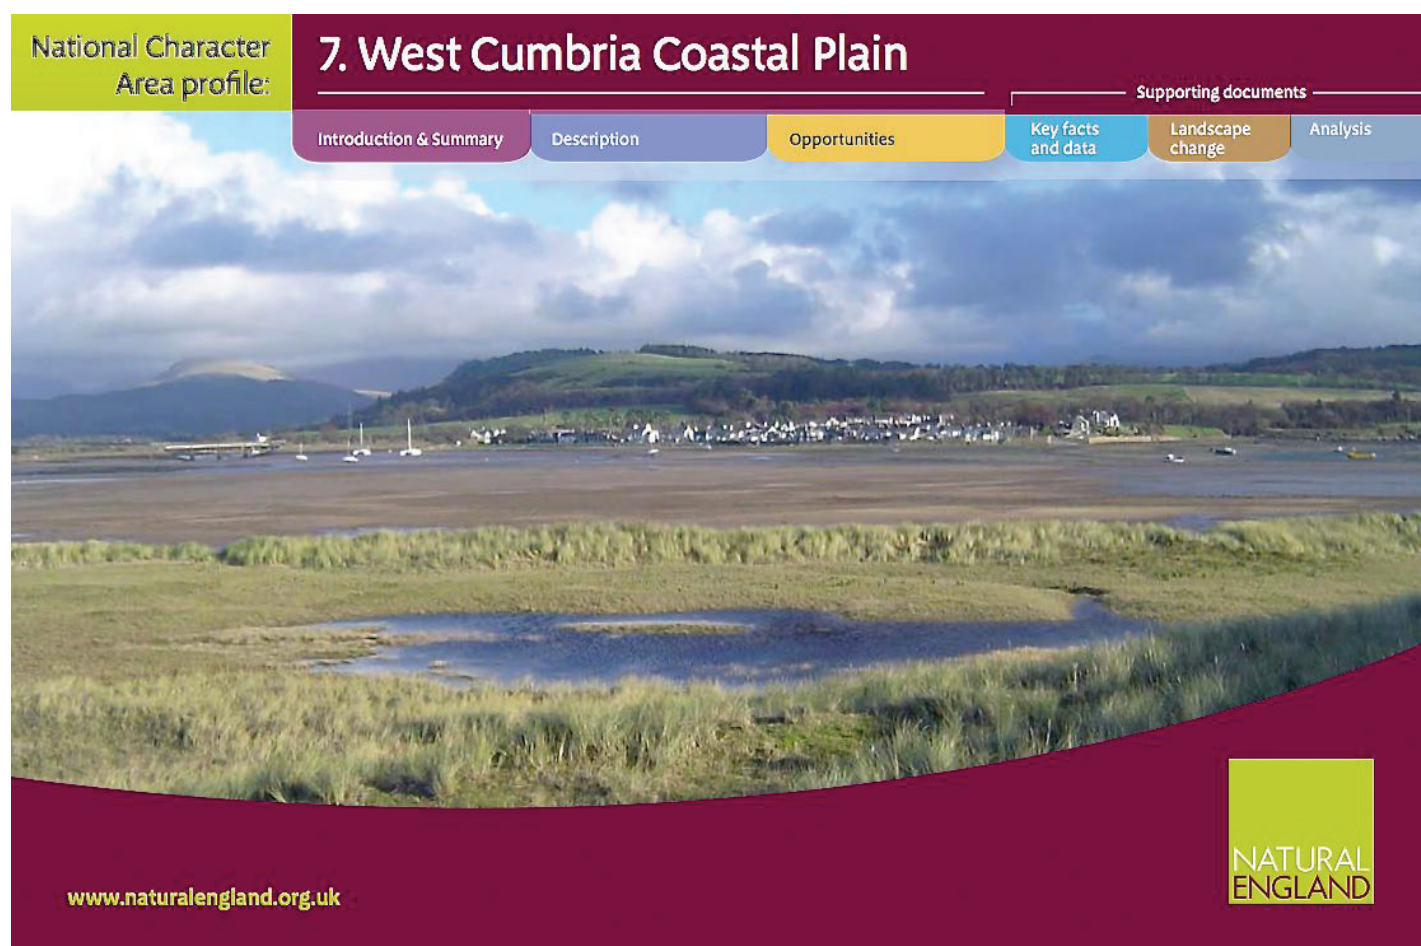 National Character
Area profile:
7. West Cumbria Coastal Plain
Supporting documents
Introduction & Summary
Description
Opportunities
Key facts
and data
Landscape
change
Analysis
www.naturalengland.org.uk
NATURAL
ENGLAND